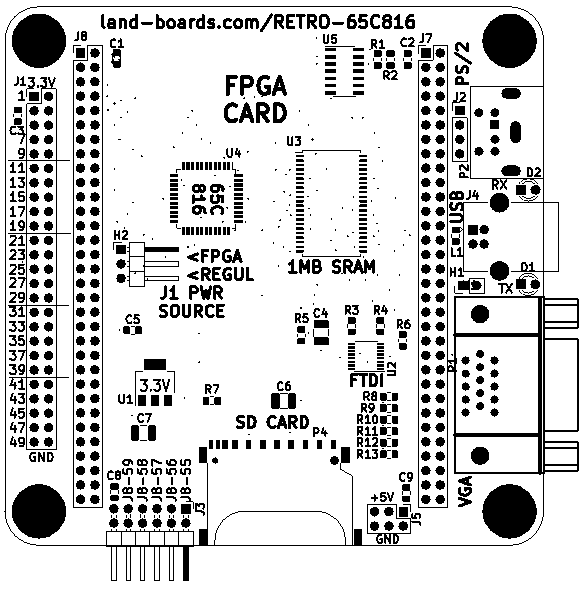 land-boards.com/RETRO-65C816
J8
C1
U5
R1
C2
R2
J7
PS/2
J1
3.3V
1
C3
7
9
11
13
15
17
19
21
23
25
27
29
31
33
35
37
39
41
43
45
47
49
GND
FPGA
CARD
J2
P2
U3
U4
65C
816
D2
RX
USB
J4
L1
H2
<FPGA
<REGUL
J1 PWR
SOURCE
1MB SRAM
H1
D1
TX
C5
R5
C4
R3
R4
R6
P1
FTDI
U2
3.3V
U1
R7
C6
C7
SD CARD
P4
R8
R9
R10
R11
R12
R13
C8
J8-59
J8-58
J8-57
J8-56
J8-55
J3
C9
+5V
J5
GND
VGA